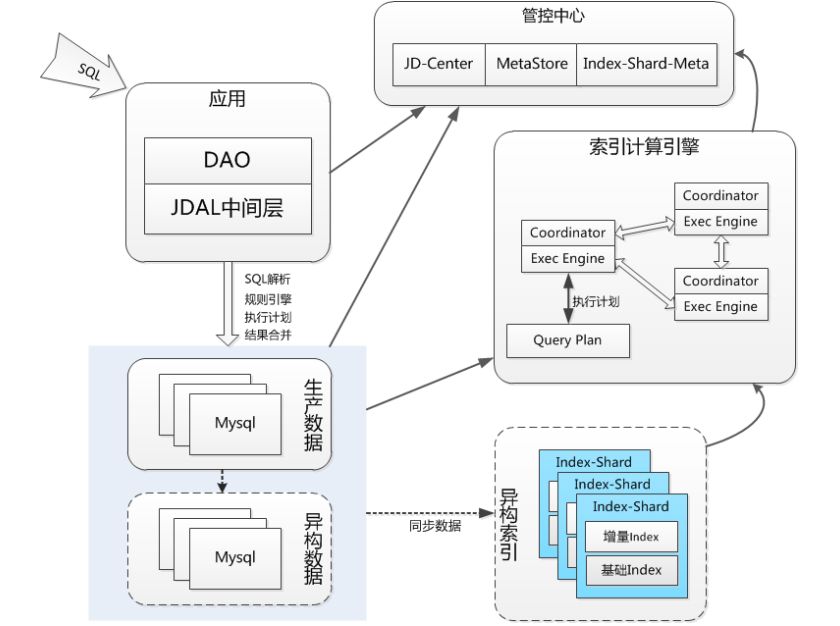 管控中心
JD-Center
MetaStore
Index-Shard-Meta
SQL
应用
DAO
JDAL中间层
SQL解析
规则引擎
执行计划
结果合并
索引计算引擎
Coordinator
Exec Engine
Coordinator
Exec Engine
Coordinator
Exec Engine
执行计划
Query Plan
Mysql
生产数据
Mysql
异构数据
同步数据
异构索引
Index-Shard
Index-Shard
Index-Shard
增量Index
基础Index